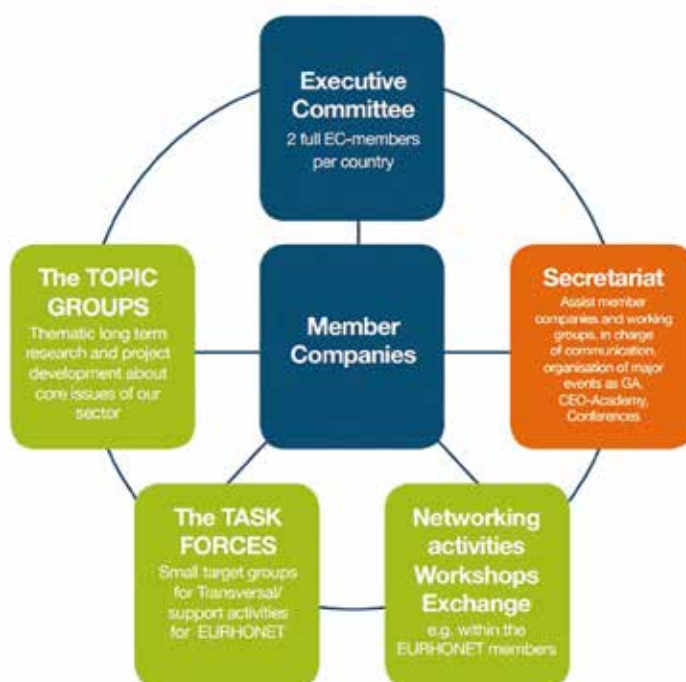 Executive
Committee
2 full EC-members
per country
The TOPIC
GROUPS
Thematic long term
research and project
development about
core issues of our
sector
Member
Companies
Secretariat
Assist member
companies and working
groups, in charge
of communication,
organisation of major
events as GA,
CEO-Academy,
Conferences
The TASK
FORCES
Small target groups
for Transversal/
support activities
for EURHONET
Networking
activities
Workshops
Exchange
e.g. within the
EURHONET members